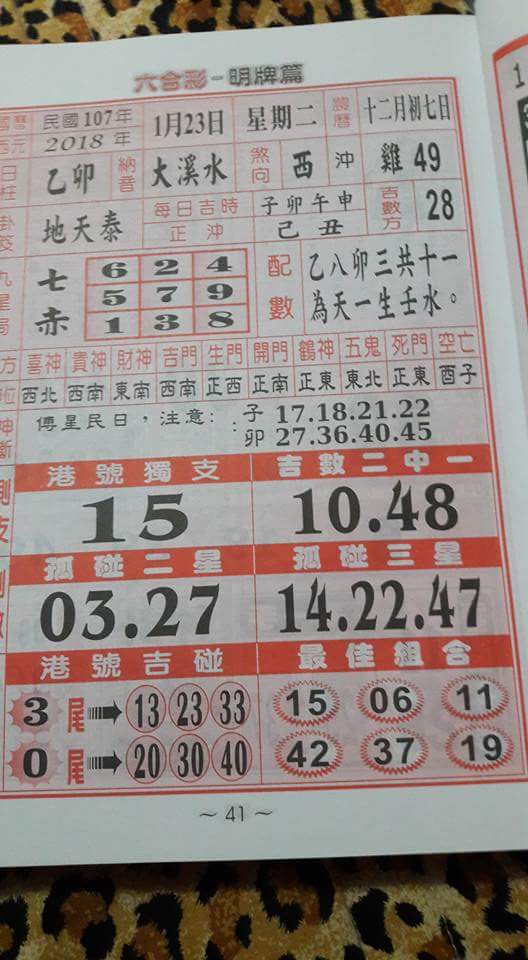 六合彩-明牌篇
國曆 民國107年 1月23日 星期二 農曆 十二月初七日
西元 2018年
日柱 乙卯 納音 大溪水 煞向 西 沖 雞 49
卦爻 地天泰 每日吉時 子卯午申 吉數方 28
正沖 己丑
九星局 七赤 配數
6 2 4
5 7 9
1 3 8
乙八卯三共十一
為天一生壬水。
喜神 貴神 財神 吉門 生門 開門 鶴神 五鬼 死門 空亡
西北 西南 東南 西南 正西 正南 正東 東北 正東 酉子
傅星民日，注意：子 17.18.21.22
：卯 27.36.40.45
港號獨支 吉數二中一
15 10.48
孤碰二星 孤碰三星
03.27 14.22.47
港號吉碰 最佳組合
3尾 13 23 33 15 06 11
0尾 20 30 40 42 37 19
～41～
1